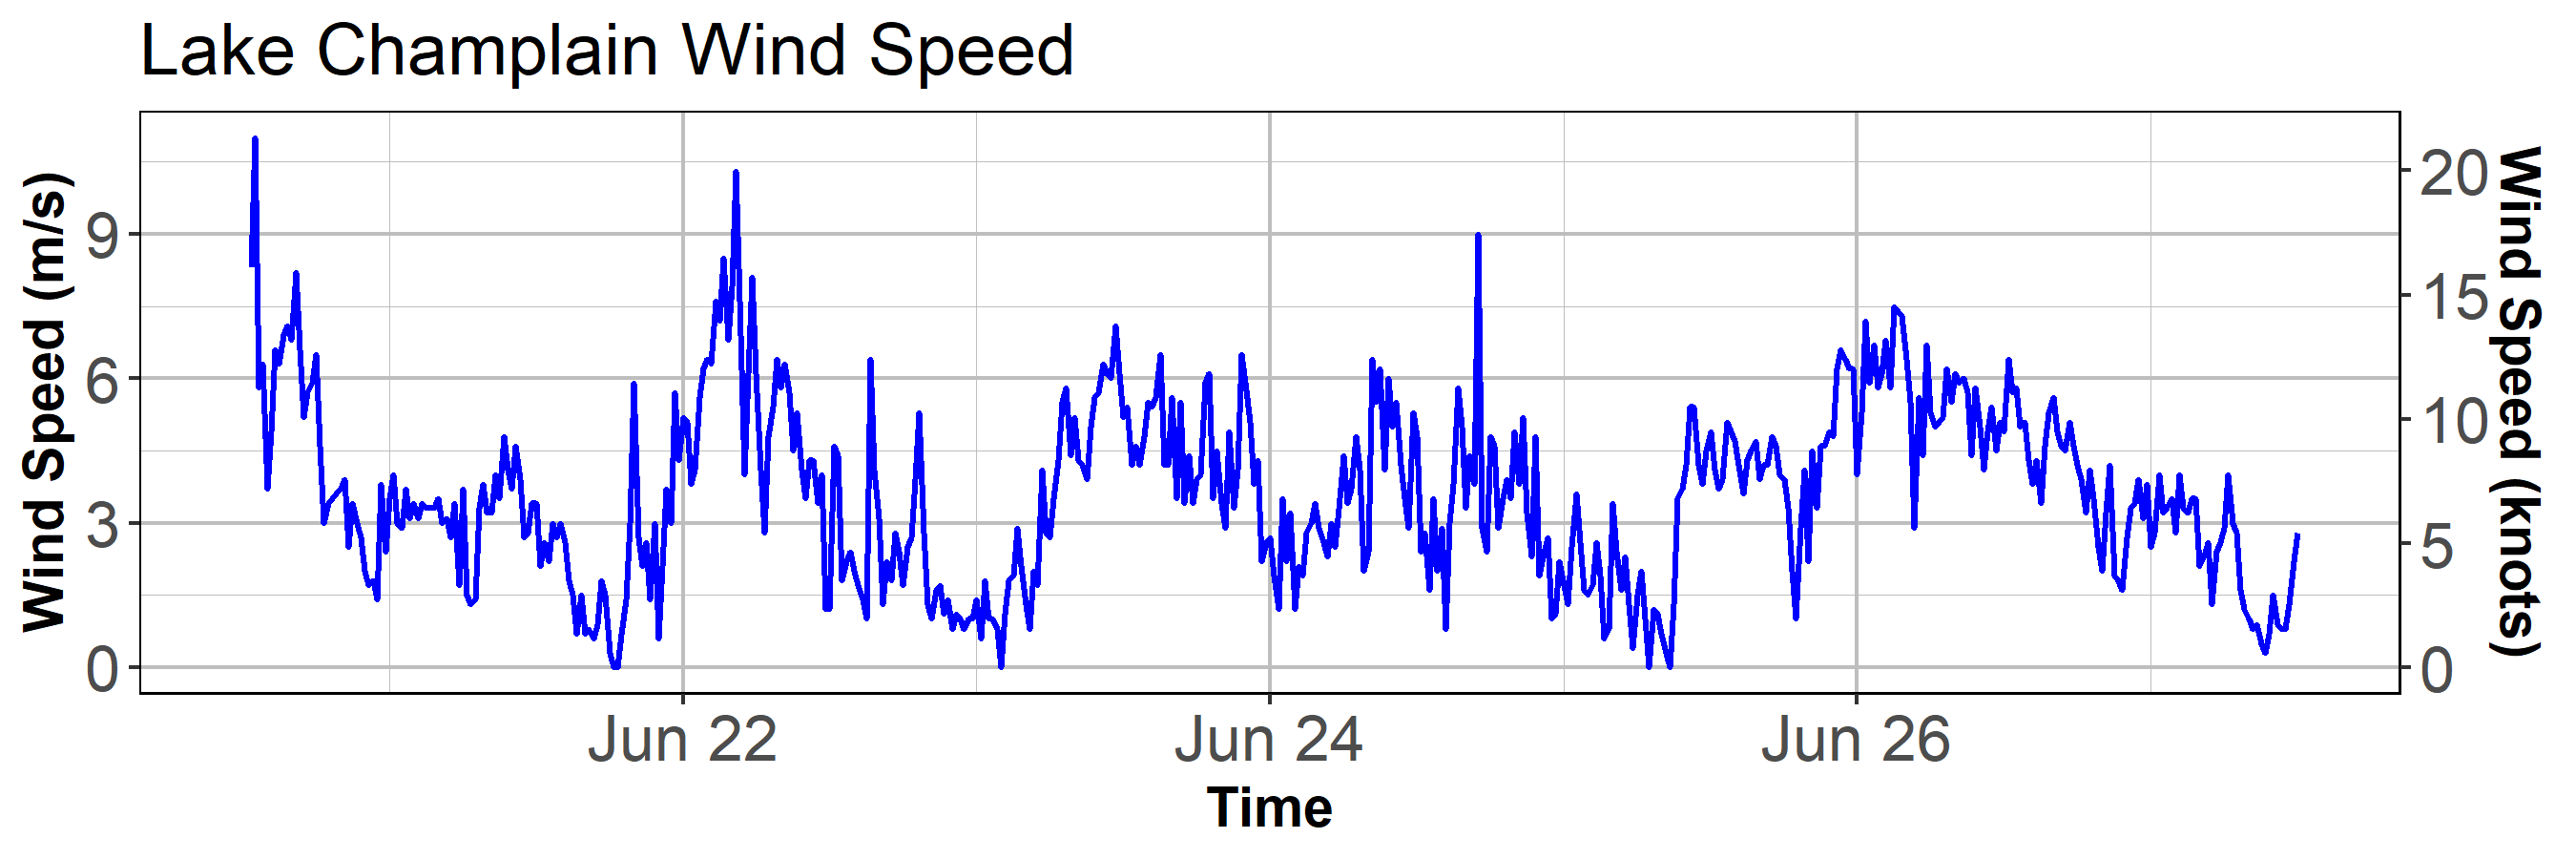 Lake Champlain Wind Speed
Wind Speed (m/s)
9
6
3
0
20
15
10
5
0
Wind Speed (knots)
Jun 22
Jun 24
Jun 26
Time